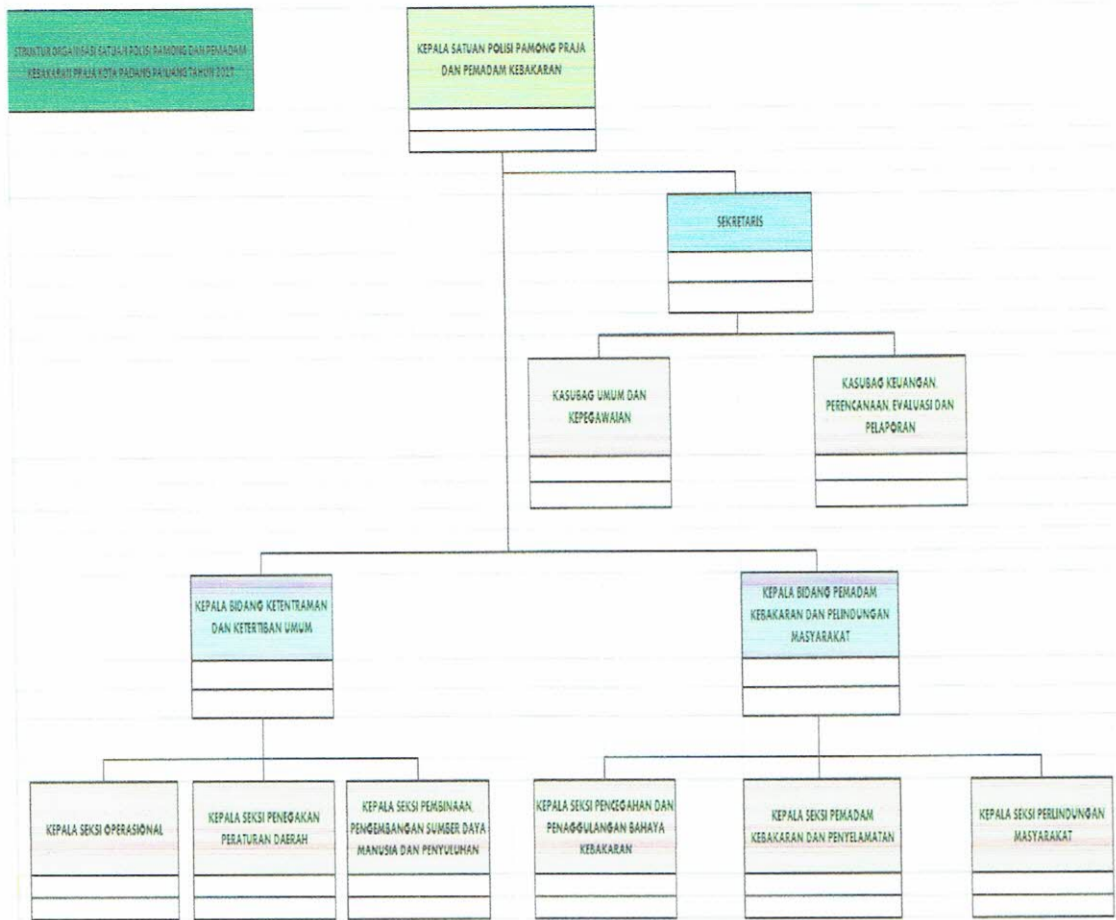 STRUKTUR ORGANISASI SATUAN POLISI PAMONG DAN PEMADAM
KEBAKARAN PRAJA KOTA PADANG PANJANG TAHUN 2017
KEPALA SATUAN POLISI PAMONG PRAJA
DAN PEMADAM KEBAKARAN
SEKRETARIS
KASUBAG UMUM DAN
KEPEGAWAIAN
KASUBAG KEUANGAN,
PERENCANAAN, EVALUASI DAN
PELAPORAN
KEPALA BIDANG KETENTRAMAN
DAN KETERTIBAN UMUM
KEPALA BIDANG PEMADAM
KEBAKARAN DAN PELINDUNGAN
MASYARAKAT
KEPALA SEKSI OPERASIONAL
KEPALA SEKSI PENEGAKAN
PERATURAN DAERAH
KEPALA SEKSI PEMBINAAN,
PENGEMBANGAN SUMBER DAYA
MANUSIA DAN PENYULUHAN
KEPALA SEKSI PENCEGAHAN DAN
PENAGGULANGAN BAHAYA
KEBAKARAN
KEPALA SEKSI PEMADAM
KEBAKARAN DAN PENYELAMATAN
KEPALA SEKSI PERLINDUNGAN
MASYARAKAT